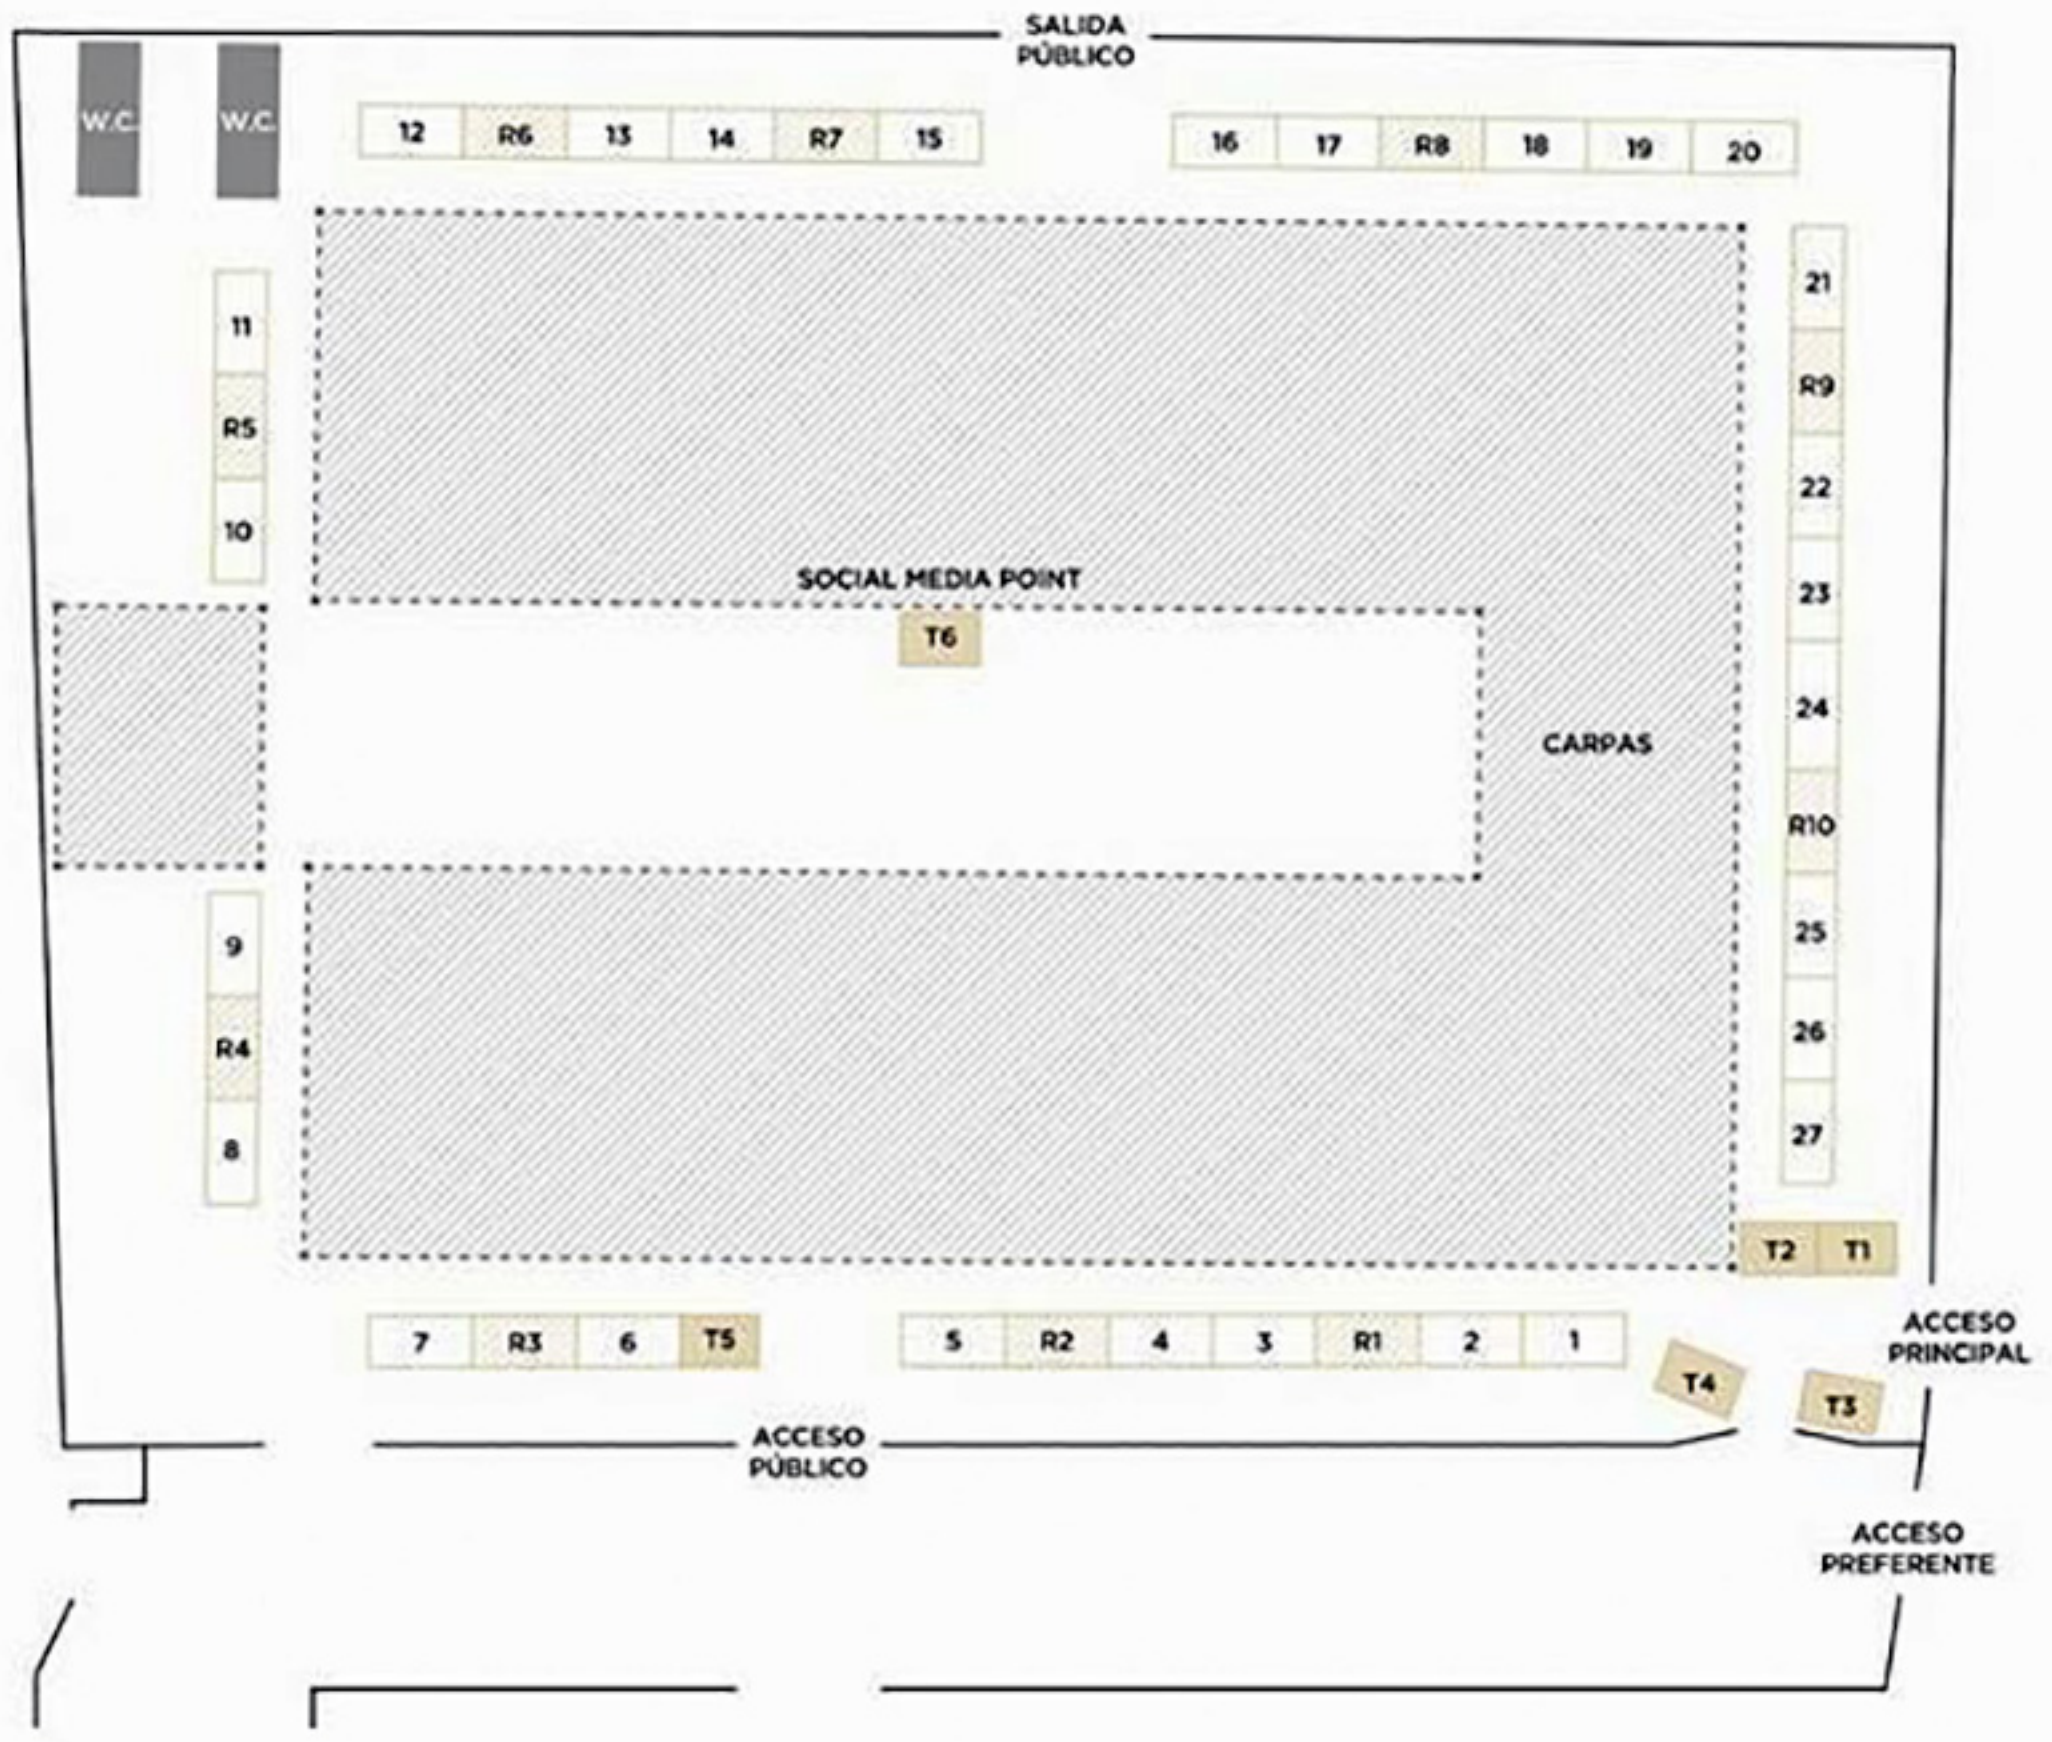 SALIDA
PÚBLICO
W.C.
W.C.
12 R6 13 14 R7 15
16 17 R8 18 19 20
11
R5
10
21
R9
22
23
24
R10
25
26
27
SOCIAL MEDIA POINT
T6
CARPAS
9
R4
8
T2 T1
7 R3 6 T5
5 R2 4 3 R1 2 1
T4
T3
ACCESO
PRINCIPAL
ACCESO
PÚBLICO
ACCESO
PREFERENTE